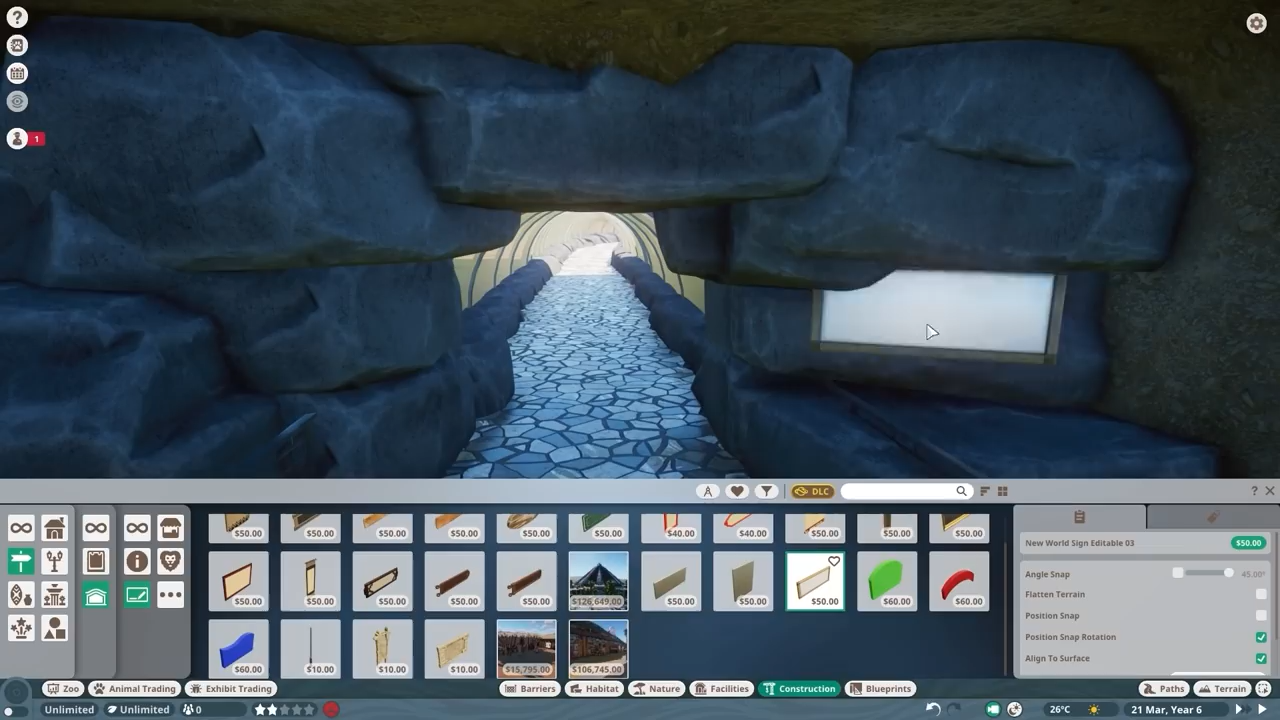 ?
1
DLC
? ✕
$50.00 $50.00 $50.00 $50.00 $50.00 $50.00 $40.00 $40.00 $50.00 $50.00 $50.00
New World Sign Editable 03 $50.00
Angle Snap 45.00°
Flatten Terrain
Position Snap
Position Snap Rotation
Align To Surface
$50.00 $50.00 $50.00 $50.00 $50.00 $126,649.00 $50.00 $50.00 $50.00 $60.00 $60.00
$60.00 $10.00 $10.00 $10.00 $15,795.00 $106,745.00
Zoo Animal Trading Exhibit Trading Barriers Habitat Nature Facilities Construction Blueprints Paths Terrain
Unlimited Unlimited 0 26°C 21 Mar, Year 6